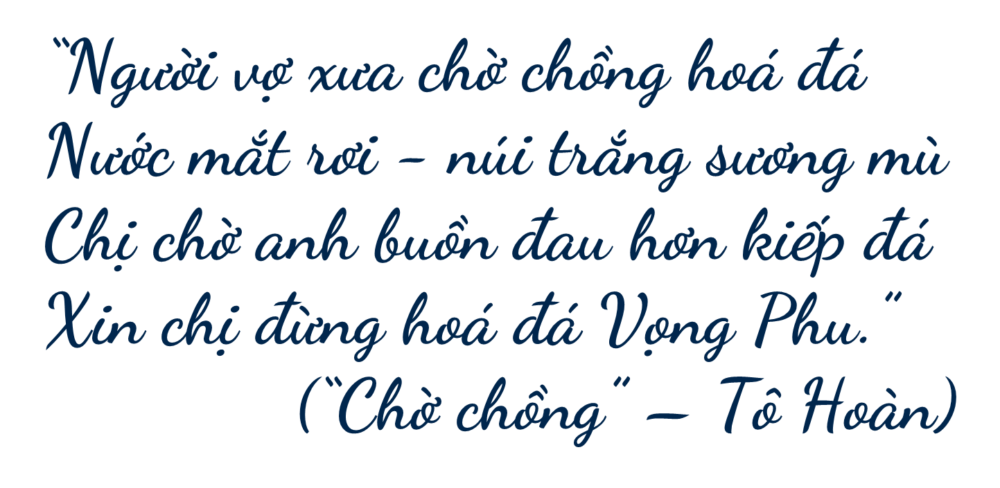 "Người vợ xưa chờ chồng hoá đá
Nước mắt rơi - núi trắng sương mù
Chị chờ anh buồn đau hơn kiếp đá
Xin chị đừng hoá đá Vọng Phu."
("Chờ chồng" – Tô Hoàn)